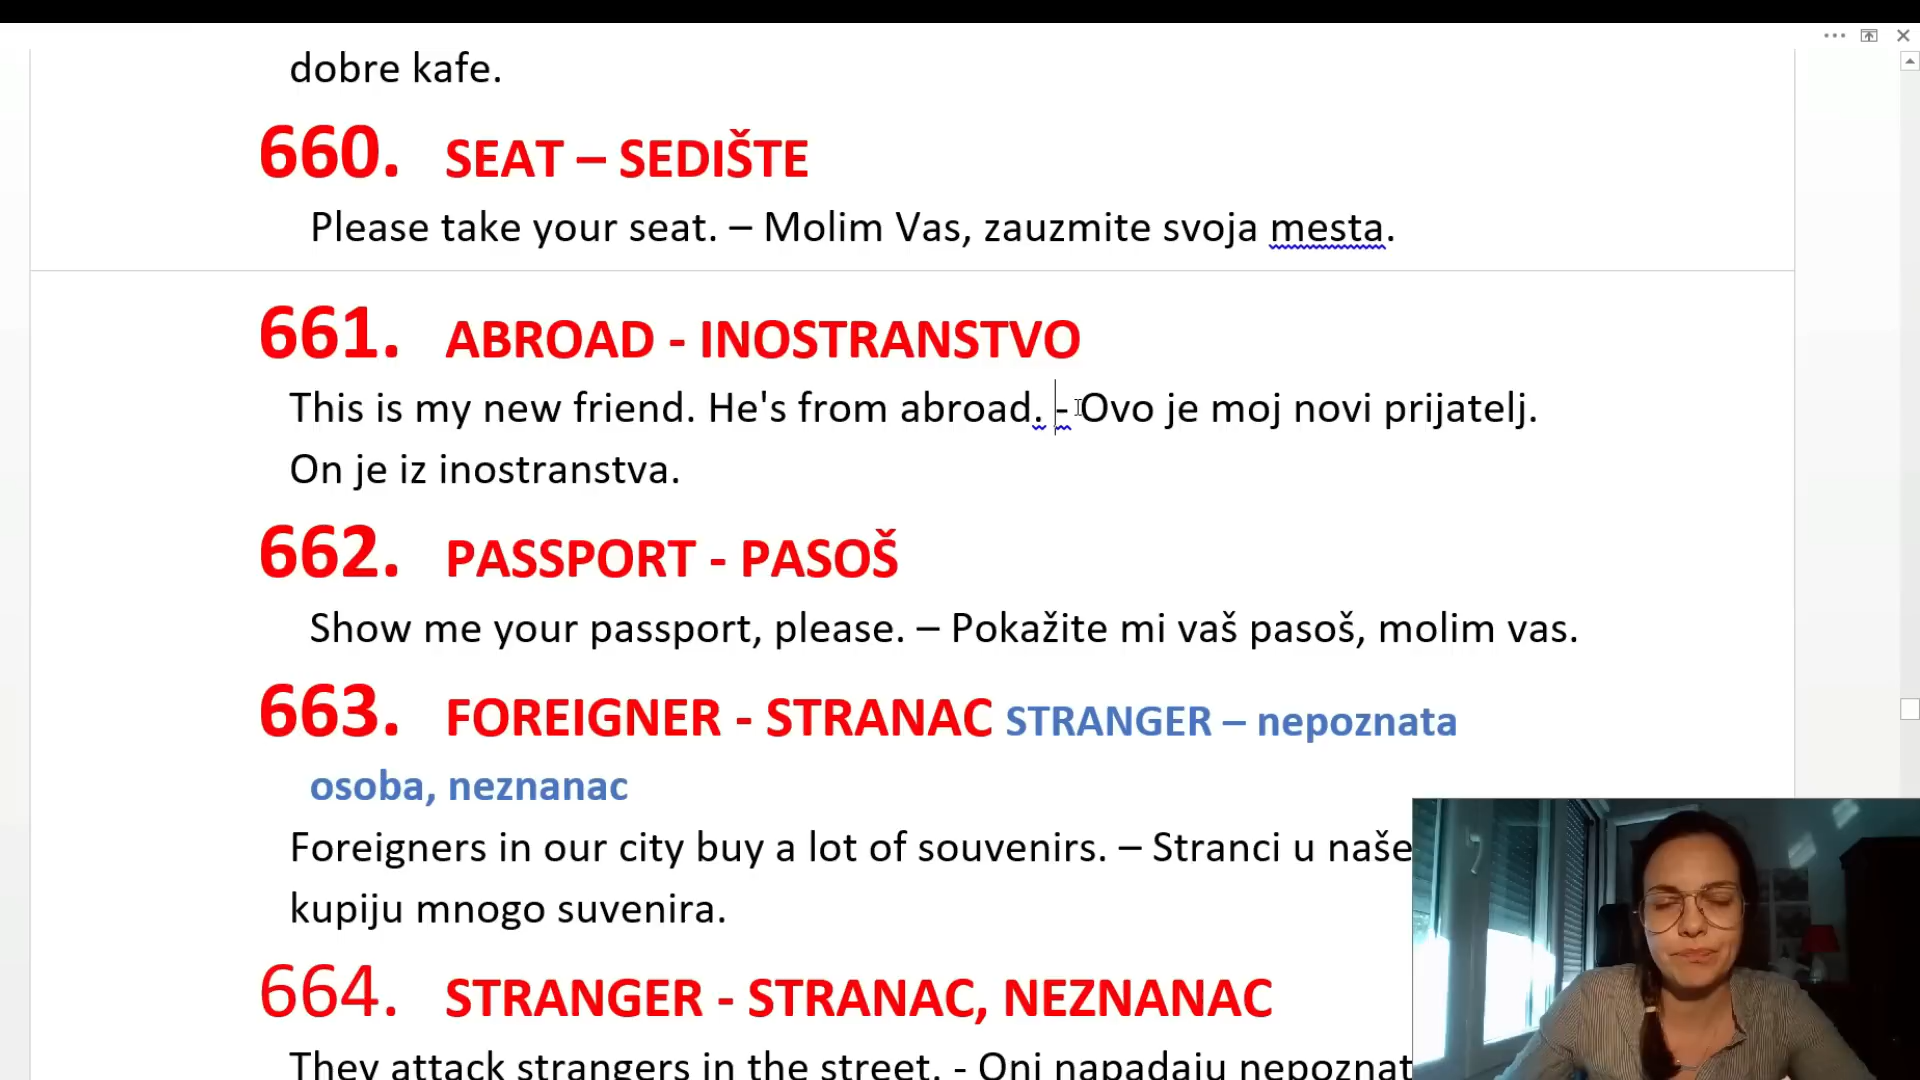 dobre kafe.
660. SEAT – SEDIŠTE
Please take your seat. – Molim Vas, zauzmite svoja mesta.
661. ABROAD - INOSTRANSTVO
This is my new friend. He's from abroad. - Ovo je moj novi prijatelj.
On je iz inostranstva.
662. PASSPORT - PASOŠ
Show me your passport, please. – Pokažite mi vaš pasoš, molim vas.
663. FOREIGNER - STRANAC STRANGER – nepoznata
osoba, neznanac
Foreigners in our city buy a lot of souvenirs. – Stranci u naše
kupiju mnogo suvenira.
664. STRANGER - STRANAC, NEZNANAC
They attack strangers in the street. - Oni napadaju nepoznat